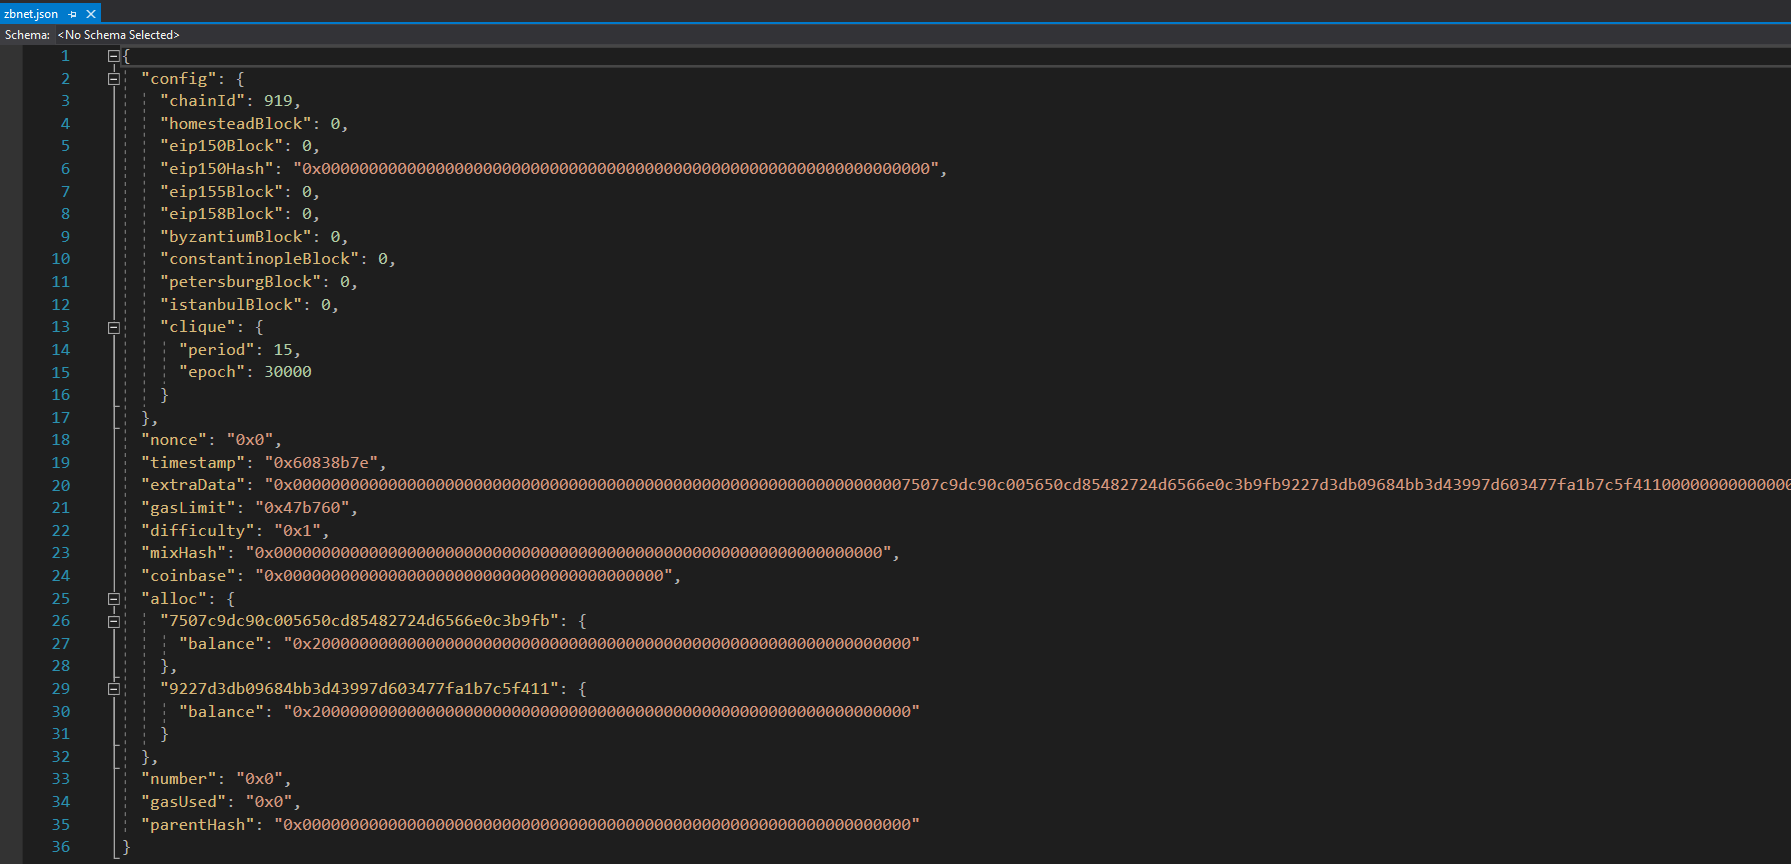 zbnet.json
Schema: <No Schema Selected>
1 {
2 "config": {
3 "chainId": 919,
4 "homesteadBlock": 0,
5 "eip150Block": 0,
6 "eip150Hash": "0x0000000000000000000000000000000000000000000000000000000000000000",
7 "eip155Block": 0,
8 "eip158Block": 0,
9 "byzantiumBlock": 0,
10 "constantinopleBlock": 0,
11 "petersburgBlock": 0,
12 "istanbulBlock": 0,
13 "clique": {
14 "period": 15,
15 "epoch": 30000
16 }
17 },
18 "nonce": "0x0",
19 "timestamp": "0x60838b7e",
20 "extraData": "0x00000000000000000000000000000000000000000000000000000000000000007507c9dc90c005650cd85482724d6566e0c3b9fb9227d3db09684bb3d43997d603477fa1b7c5f4110000000000000
21 "gasLimit": "0x47b760",
22 "difficulty": "0x1",
23 "mixHash": "0x0000000000000000000000000000000000000000000000000000000000000000",
24 "coinbase": "0x0000000000000000000000000000000000000000",
25 "alloc": {
26 "7507c9dc90c005650cd85482724d6566e0c3b9fb": {
27 "balance": "0x200000000000000000000000000000000000000000000000000000000000000"
28 },
29 "9227d3db09684bb3d43997d603477fa1b7c5f411": {
30 "balance": "0x200000000000000000000000000000000000000000000000000000000000000"
31 }
32 },
33 "number": "0x0",
34 "gasUsed": "0x0",
35 "parentHash": "0x0000000000000000000000000000000000000000000000000000000000000000"
36 }